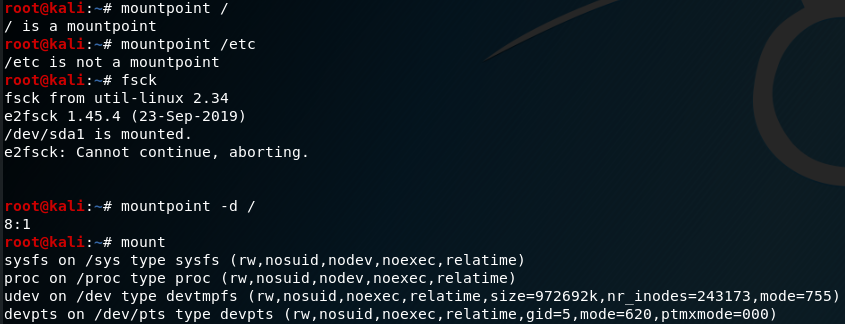 root@kali:~# mountpoint /
/ is a mountpoint
root@kali:~# mountpoint /etc
/etc is not a mountpoint
root@kali:~# fsck
fsck from util-linux 2.34
e2fsck 1.45.4 (23-Sep-2019)
/dev/sda1 is mounted.
e2fsck: Cannot continue, aborting.
root@kali:~# mountpoint -d /
8:1
root@kali:~# mount
sysfs on /sys type sysfs (rw,nosuid,nodev,noexec,relatime)
proc on /proc type proc (rw,nosuid,nodev,noexec,relatime)
udev on /dev type devtmpfs (rw,nosuid,noexec,relatime,size=972692k,nr_inodes=243173,mode=755)
devpts on /dev/pts type devpts (rw,nosuid,noexec,relatime,gid=5,mode=620,ptmxmode=000)